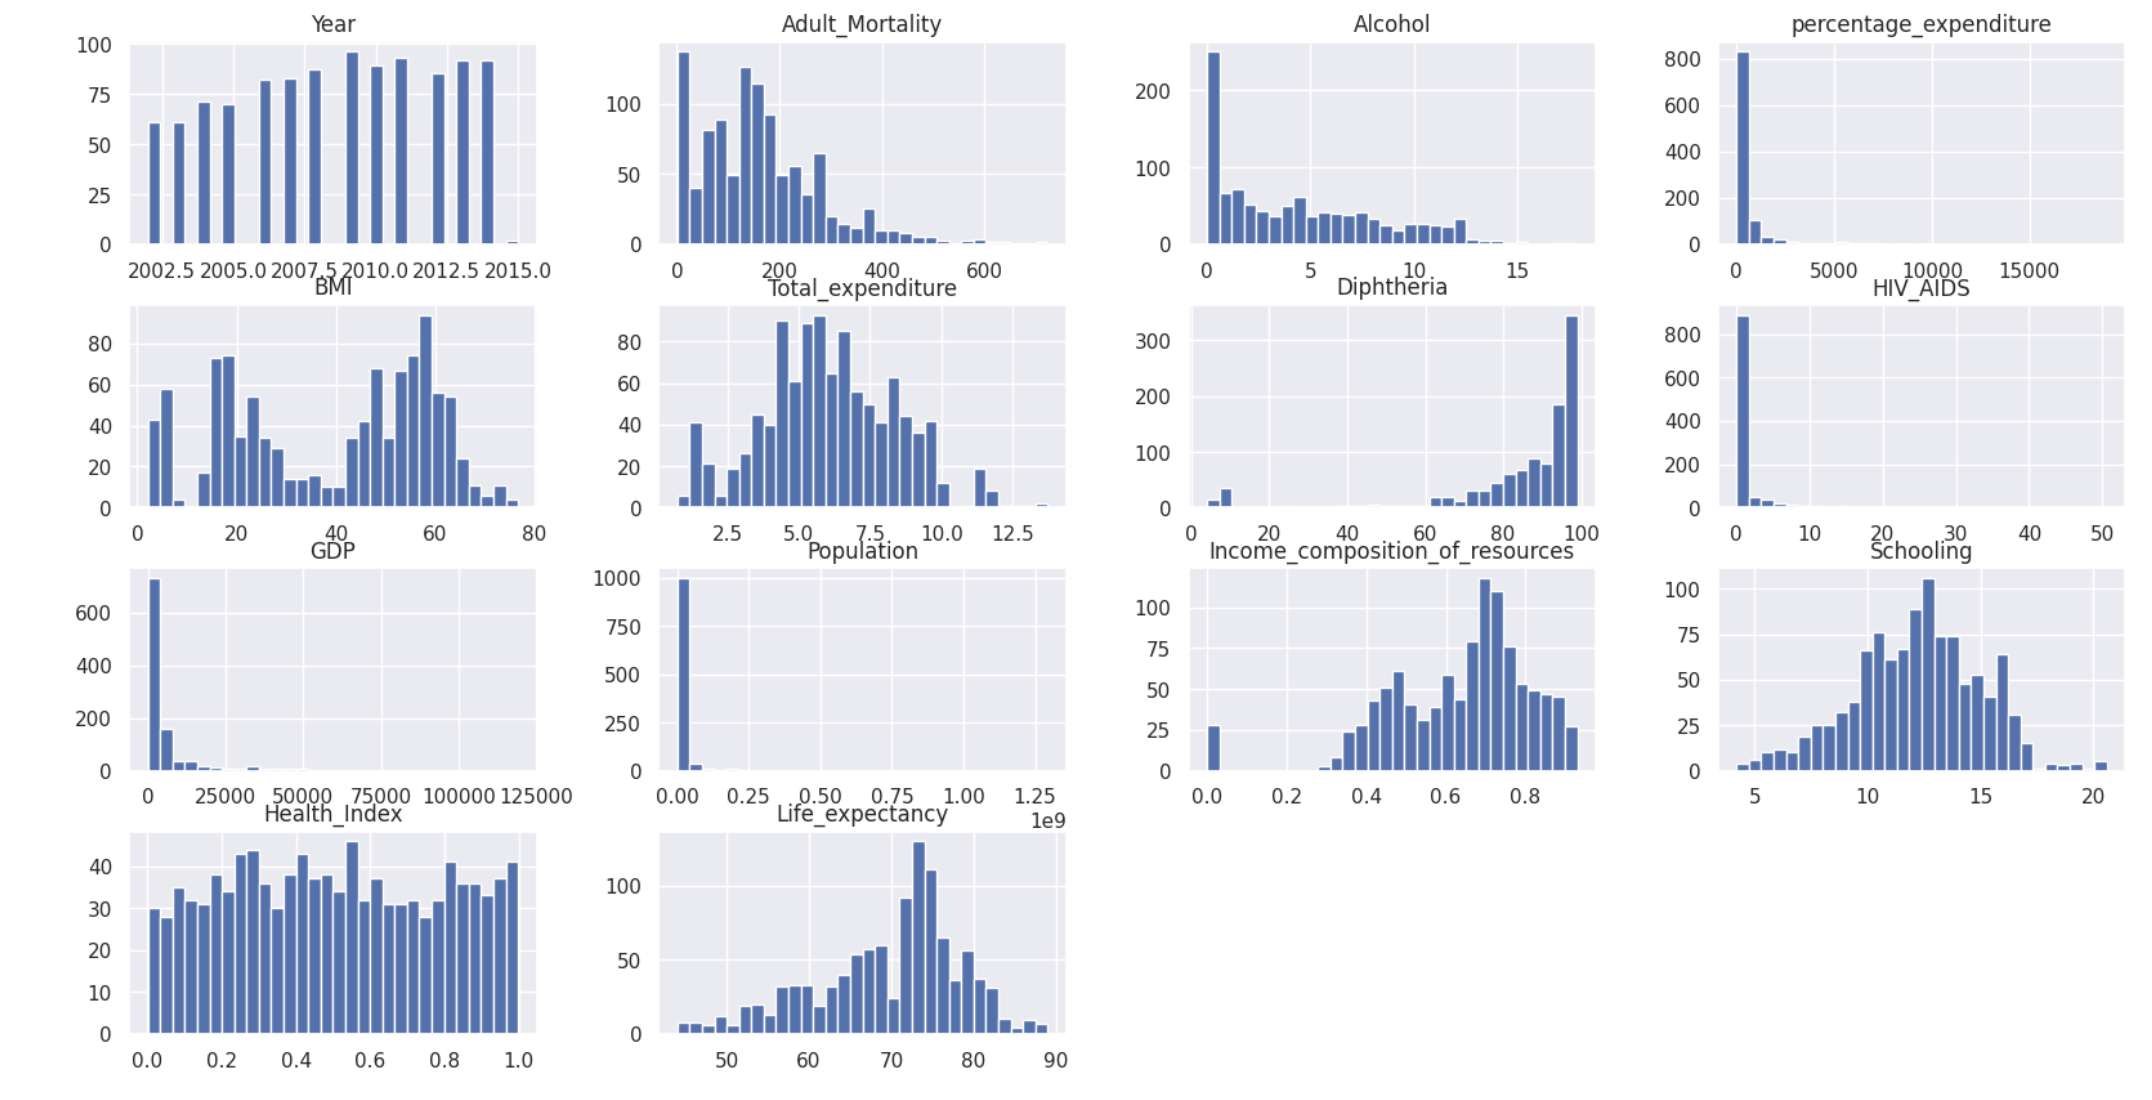 Year Adult_Mortality Alcohol percentage_expenditure
100 75 50 25 0
100 50 0
200 100 0
800 600 400 200 0
2002.5 2005.0 2007.5 2010.0 2012.5 2015.0
0 200 400 600
0 5 10 15
0 5000 10000 15000
BMI Total_expenditure Diphtheria HIV_AIDS
80 60 40 20 0
80 60 40 20 0
300 200 100 0
800 600 400 200 0
0 20 40 60 80
2.5 5.0 7.5 10.0 12.5
0 20 40 60 80 100
0 10 20 30 40 50
GDP Population Income_composition_of_resources Schooling
600 400 200 0
1000 750 500 250 0
100 75 50 25 0
100 75 50 25 0
0 25000 50000 75000 100000 125000
0.00 0.25 0.50 0.75 1.00 1.25
1e9
0.0 0.2 0.4 0.6 0.8
5 10 15 20
Health_Index Life_expectancy
40 30 20 10 0
100 50 0
0.0 0.2 0.4 0.6 0.8 1.0
50 60 70 80 90